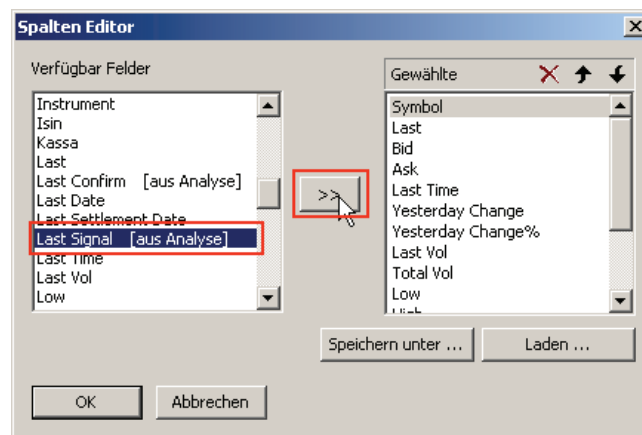 Spalten Editor
Verfügbar Felder
Instrument
Isin
Kassa
Last
Last Confirm [aus Analyse]
Last Date
Last Settlement Date
Last Signal [aus Analyse]
Last Time
Last Vol
Low
>>
Gewählte
Symbol
Last
Bid
Ask
Last Time
Yesterday Change
Yesterday Change%
Last Vol
Total Vol
Low
High
Speichern unter ...
Laden ...
OK
Abbrechen